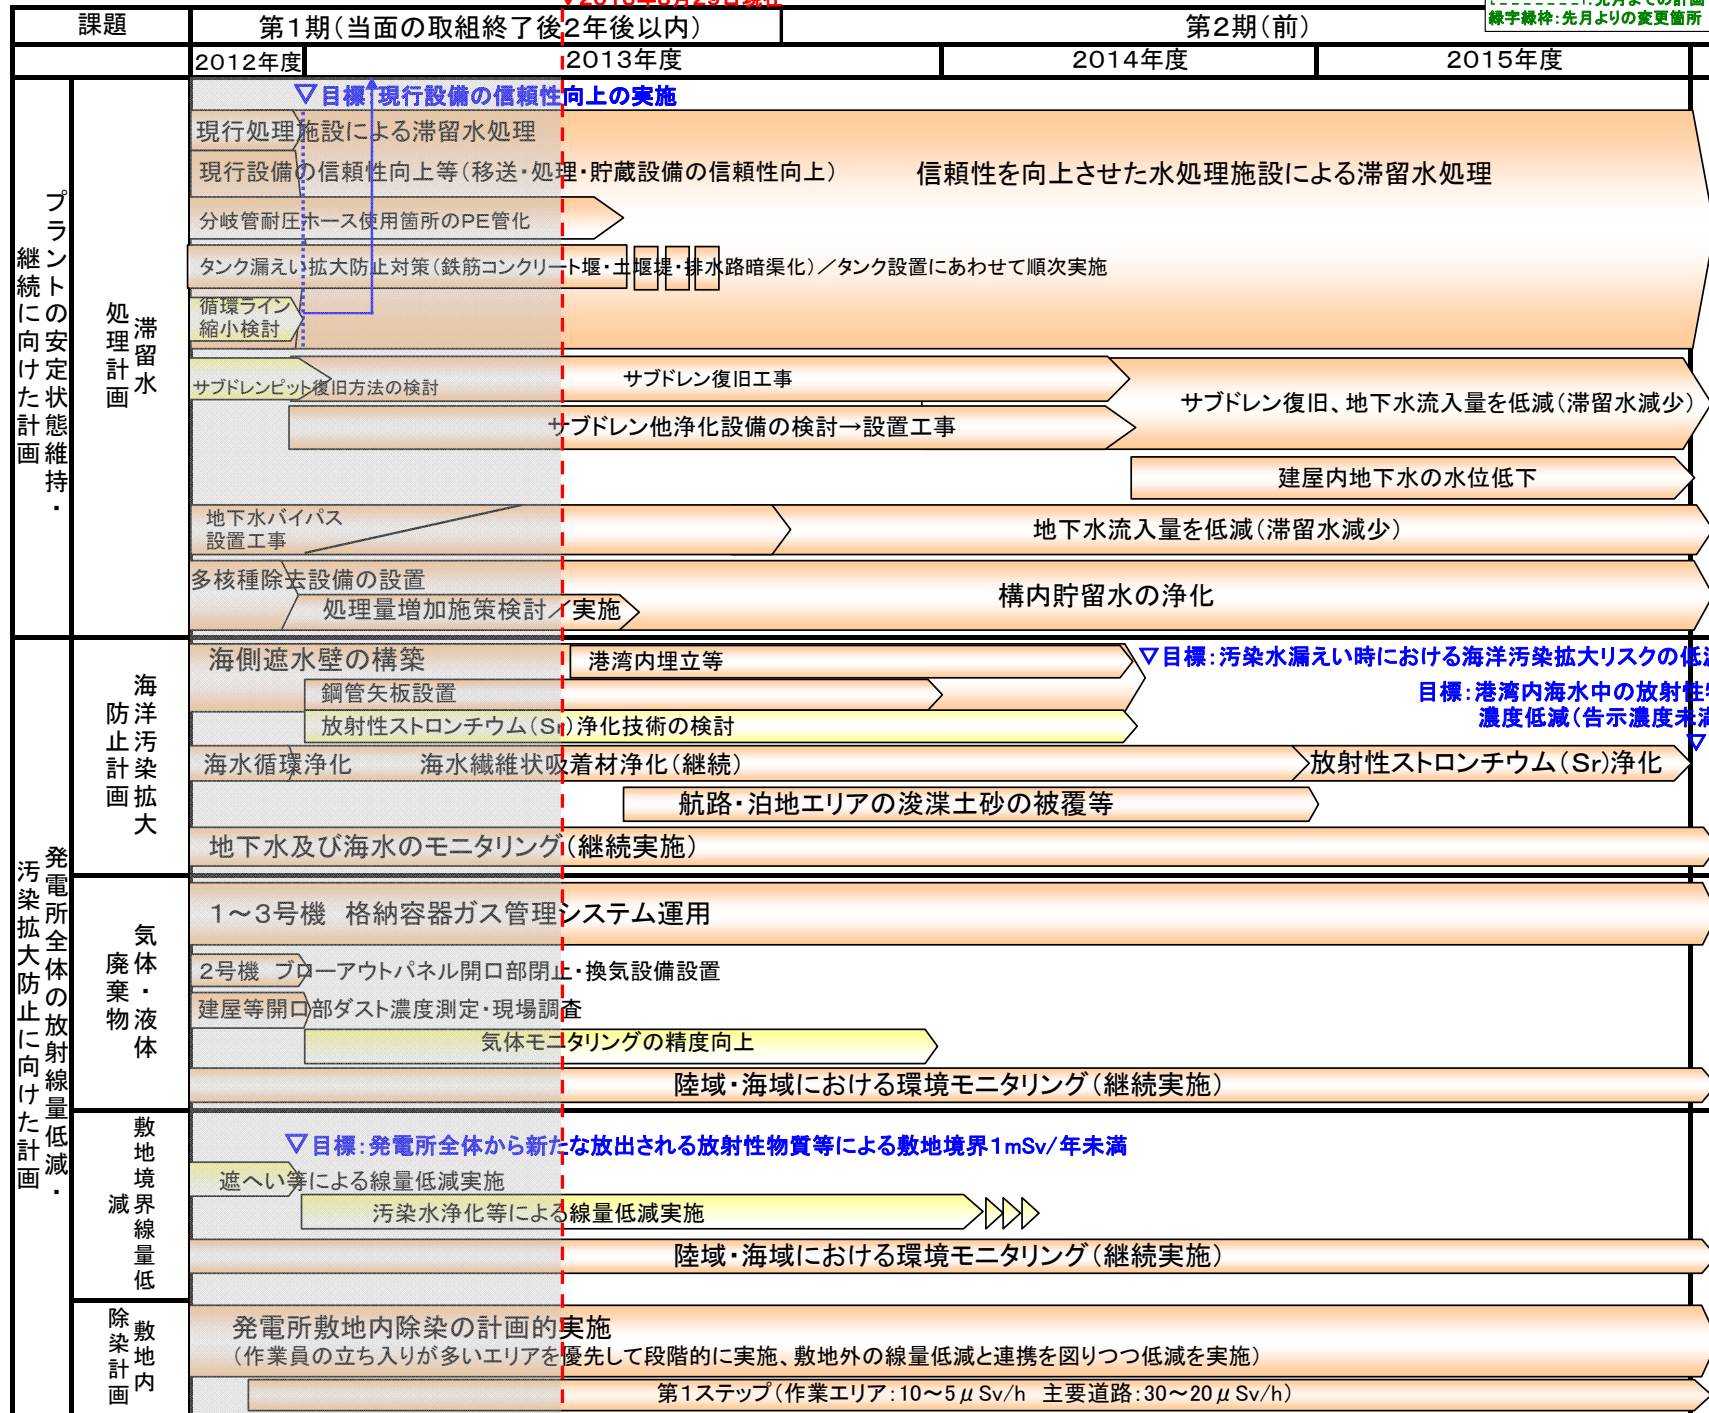 ▼2013年8月29日現在
:先月までの計画
緑字緑枠:先月よりの変更箇所
課題
第1期(当面の取組終了後2年後以内)
第2期(前)
2012年度
2013年度
2014年度
2015年度
プラントの安定状態維持・
継続に向けた計画
滞留水
処理計画
▽目標 現行設備の信頼性向上の実施
現行処理施設による滞留水処理
現行設備の信頼性向上等(移送・処理・貯蔵設備の信頼性向上)
信頼性を向上させた水処理施設による滞留水処理
分岐管耐圧ホース使用箇所のPE管化
タンク漏えい拡大防止対策(鉄筋コンクリート堰・土堰堤・排水路暗渠化)/タンク設置にあわせて順次実施
循環ライン
縮小検討
サブドレンピット復旧方法の検討
サブドレン復旧工事
サブドレン復旧、地下水流入量を低減(滞留水減少)
サブドレン他浄化設備の検討→設置工事
建屋内地下水の水位低下
地下水バイパス
設置工事
地下水流入量を低減(滞留水減少)
多核種除去設備の設置
処理量増加施策検討/実施
構内貯留水の浄化
発電所全体の放射線量低減・
汚染拡大防止に向けた計画
海洋汚染拡大
防止計画
海側遮水壁の構築
港湾内埋立等
▽目標:汚染水漏えい時における海洋汚染拡大リスクの低
鋼管矢板設置
目標:港湾内海水中の放射性
濃度低減(告示濃度未満
▽
放射性ストロンチウム(Sr)浄化技術の検討
海水循環浄化
海水繊維状吸着材浄化(継続)
放射性ストロンチウム(Sr)浄化
航路・泊地エリアの浚渫土砂の被覆等
地下水及び海水のモニタリング(継続実施)
気体・液体
廃棄物
1~3号機 格納容器ガス管理システム運用
2号機 ブローアウトパネル開口部閉止・換気設備設置
建屋等開口部ダスト濃度測定・現場調査
気体モニタリングの精度向上
陸域・海域における環境モニタリング(継続実施)
敷地境界線量低
減
▽目標:発電所全体から新たな放出される放射性物質等による敷地境界1mSv/年未満
遮へい等による線量低減実施
汚染水浄化等による線量低減実施
陸域・海域における環境モニタリング(継続実施)
敷地内
除染計画
発電所敷地内除染の計画的実施
(作業員の立ち入りが多いエリアを優先して段階的に実施、敷地外の線量低減と連携を図りつつ低減を実施)
第1ステップ(作業エリア:10~5μSv/h 主要道路:30~20μSv/h)